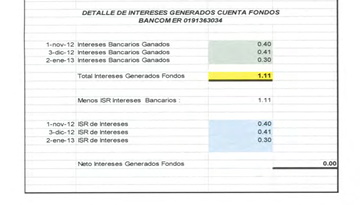 DETALLE DE INTERESES GENERADOS CUENTA FONDOS
BANCOMER 0191363034
1-nov-12 Intereses Bancarios Ganados 0.40
3-dic-12 Intereses Bancarios Ganados 0.41
2-ene-13 Intereses Bancarios Ganados 0.30
Total Intereses Generados Fondos 1.11
Menos ISR Intereses Bancarios : 1.11
1-nov-12 ISR de Intereses 0.40
3-dic-12 ISR de Intereses 0.41
2-ene-13 ISR de Intereses 0.30
Neto Intereses Generados Fondos 0.00